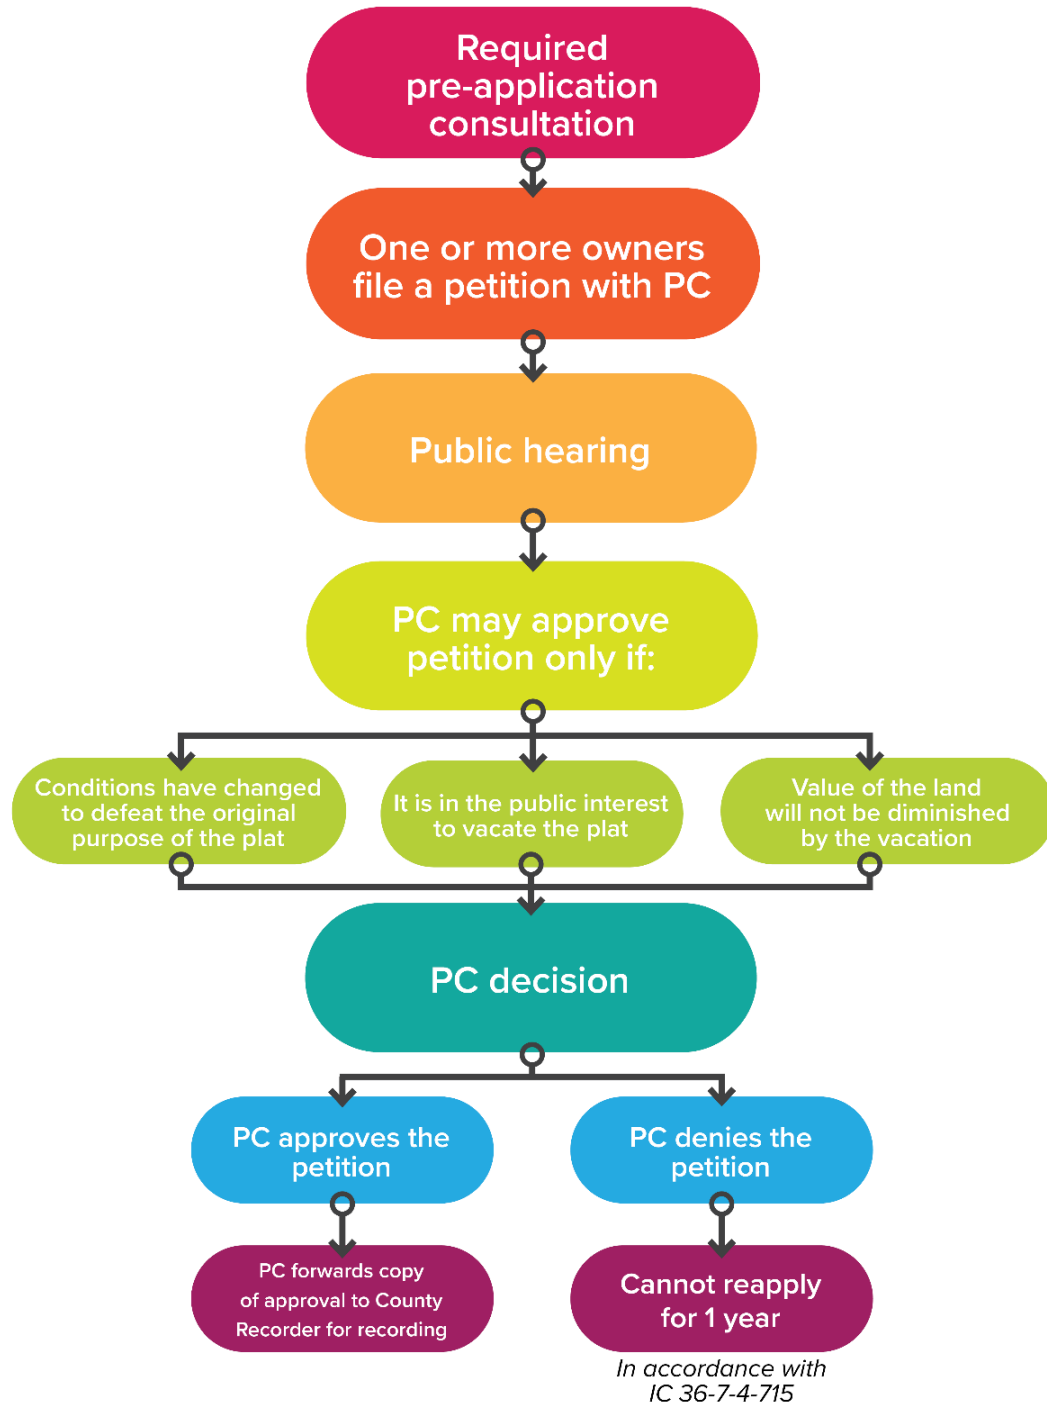 Required
pre-application
consultation
One or more owners
file a petition with PC
Public hearing
PC may approve
petition only if:
Conditions have changed
to defeat the original
purpose of the plat
It is in the public interest
to vacate the plat
Value of the land
will not be diminished
by the vacation
PC decision
PC approves the
petition
PC denies the
petition
PC forwards copy
of approval to County
Recorder for recording
Cannot reapply
for 1 year
In accordance with
IC 36-7-4-715